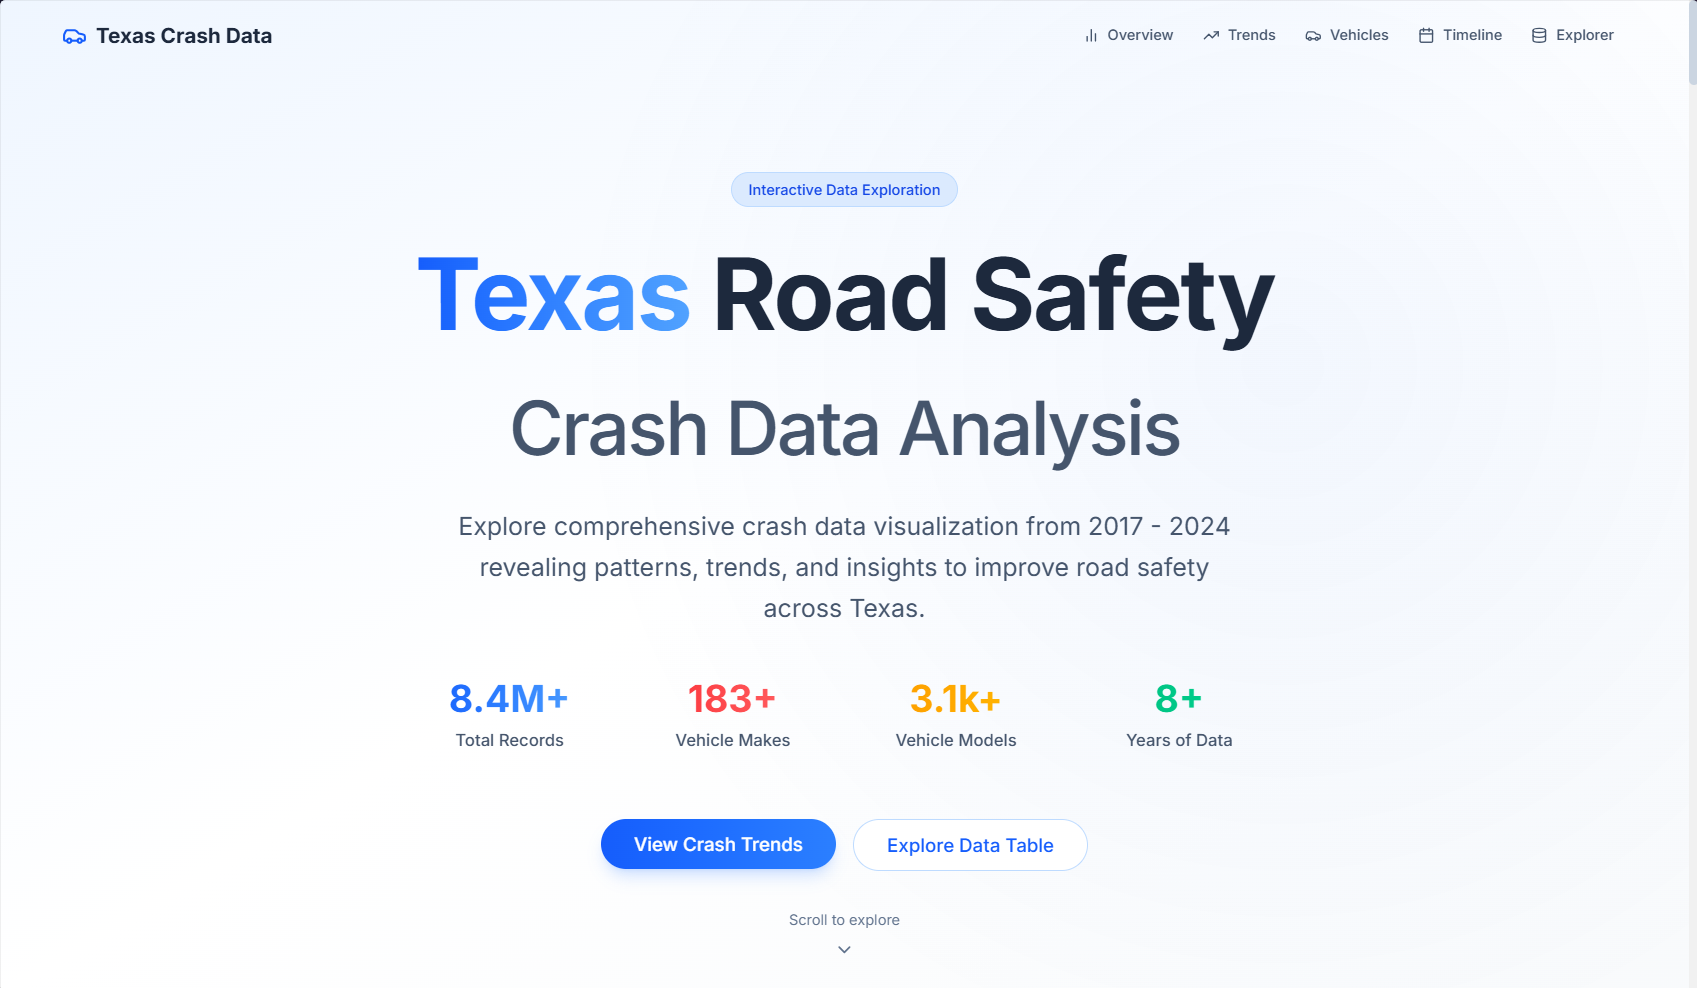 Texas Crash Data
Overview
Trends
Vehicles
Timeline
Explorer
Interactive Data Exploration
Texas Road Safety
Crash Data Analysis
Explore comprehensive crash data visualization from 2017 - 2024
revealing patterns, trends, and insights to improve road safety
across Texas.
8.4M+
Total Records
183+
Vehicle Makes
3.1k+
Vehicle Models
8+
Years of Data
View Crash Trends
Explore Data Table
Scroll to explore